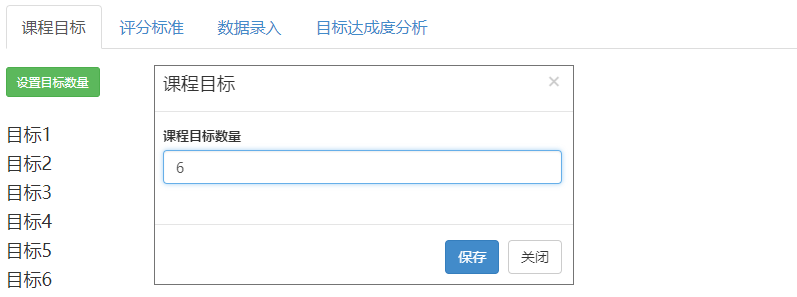 课程目标 评分标准 数据录入 目标达成度分析
设置目标数量
目标1
目标2
目标3
目标4
目标5
目标6
课程目标 ×
课程目标数量
6
保存 关闭